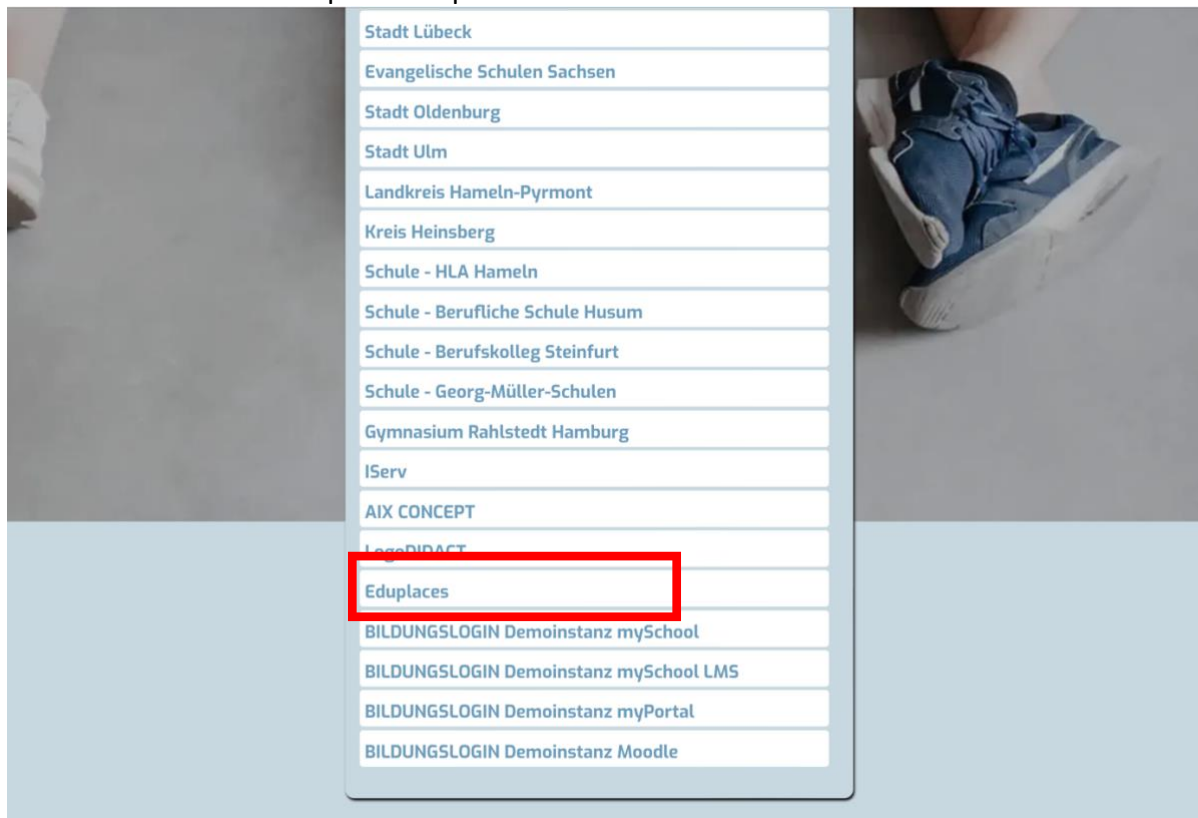 Stadt Lübeck
Evangelische Schulen Sachsen
Stadt Oldenburg
Stadt Ulm
Landkreis Hameln-Pyrmont
Kreis Heinsberg
Schule - HLA Hameln
Schule - Berufliche Schule Husum
Schule - Berufskolleg Steinfurt
Schule - Georg-Müller-Schulen
Gymnasium Rahlstedt Hamburg
IServ
AIX CONCEPT
LogoDIDACT
Eduplaces
BILDUNGSLOGIN Demoinstanz mySchool
BILDUNGSLOGIN Demoinstanz mySchool LMS
BILDUNGSLOGIN Demoinstanz myPortal
BILDUNGSLOGIN Demoinstanz Moodle